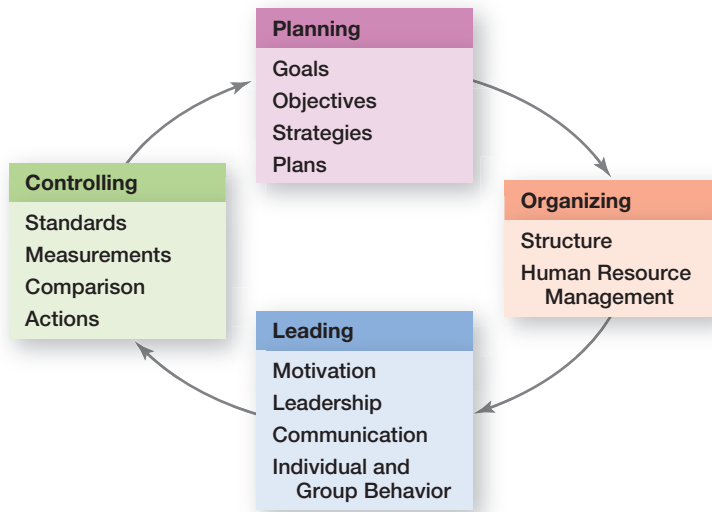 Planning
Goals
Objectives
Strategies
Plans
Controlling
Standards
Measurements
Comparison
Actions
Organizing
Structure
Human Resource
Management
Leading
Motivation
Leadership
Communication
Individual and
Group Behavior